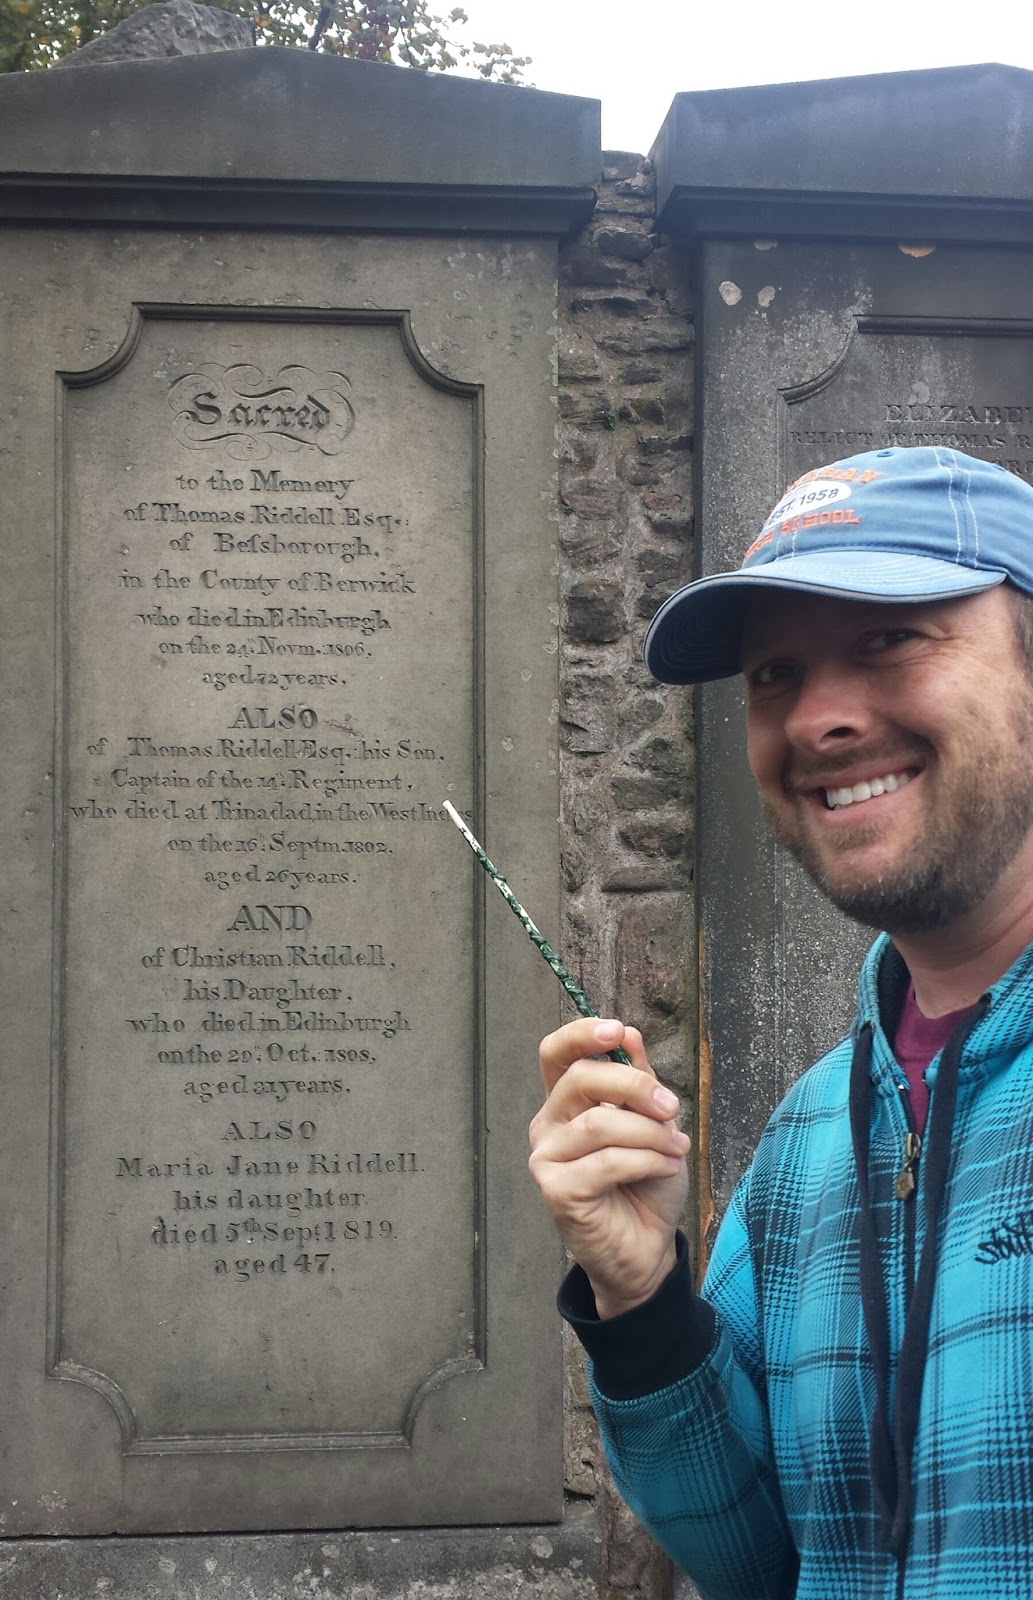 Sacred
to the Memory
of Thomas Riddell Esq.:
of Beſsborough,
in the County of Berwick
who died in Edinburgh
on the 24th Novm. 1806,
aged 72 years.
ALSO
of Thomas Riddell Esq. his Son,
Captain of the 14th Regiment,
who died at Trinadad in the West Indies
on the 16th Septm. 1802,
aged 26 years.
AND
of Christian Riddell,
his Daughter,
who died in Edinburgh
on the 29th Oct. 1808,
aged 31 years.
ALSO
Maria Jane Riddell.
his daughter
died 5th Sept. 1819.
aged 47.
ELIZABE
RELICT OF THOMAS R
EST. 1958
SCHOOL